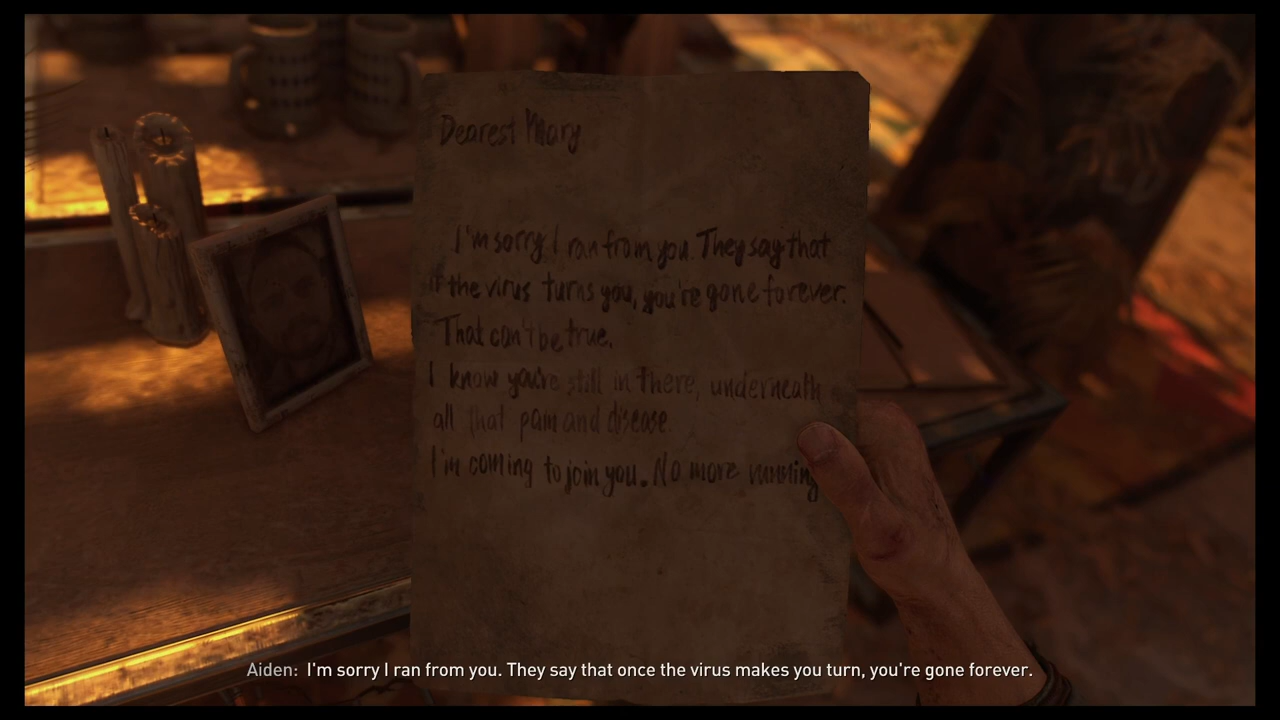 Dearest Mary
I'm sorry I ran from you. They say that
if the virus turns you, you're gone forever.
That can't be true.
I know you're still in there, underneath
all that pain and disease.
I'm coming to join you. No more running
Aiden: I'm sorry I ran from you. They say that once the virus makes you turn, you're gone forever.